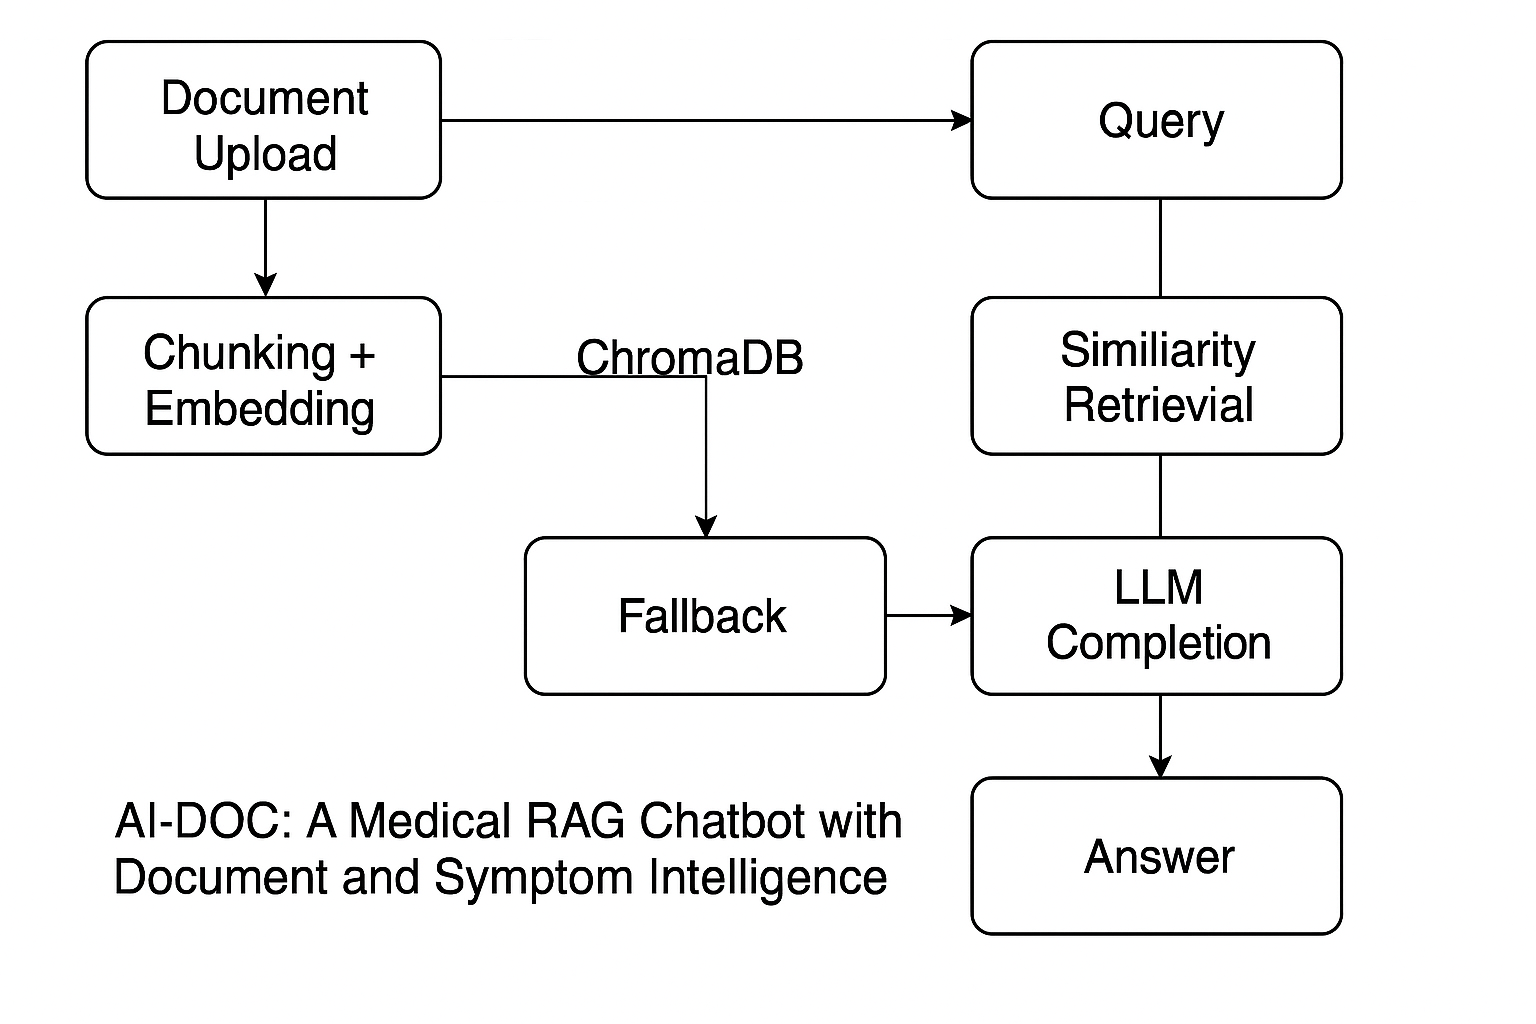 Document
Upload
Query
Chunking +
Embedding
ChromaDB
Similiarity
Retrievial
Fallback
LLM
Completion
AI-DOC: A Medical RAG Chatbot with
Document and Symptom Intelligence
Answer